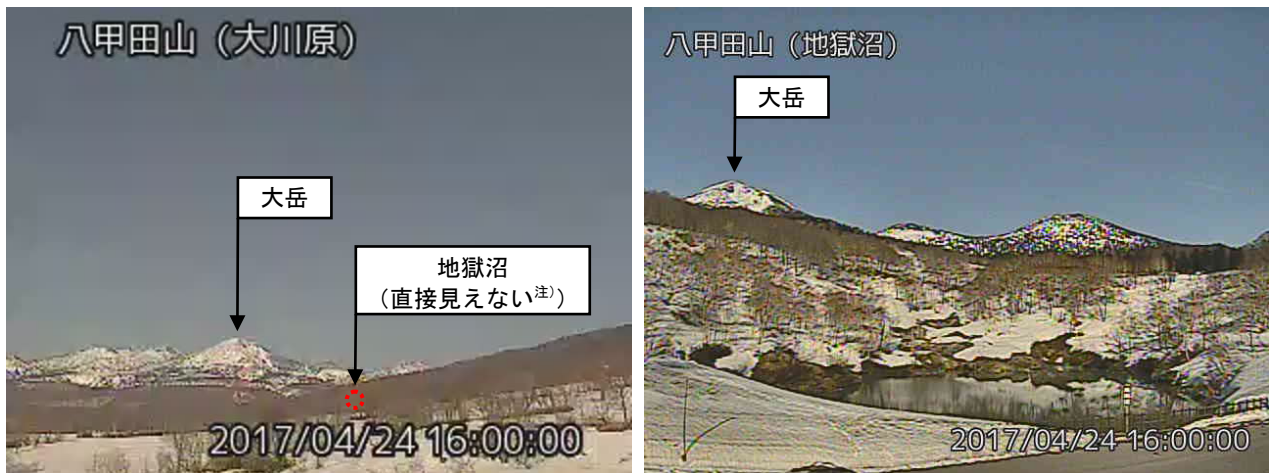 八甲田山（大川原）
大岳
地獄沼
（直接見えない注)）
2017/04/24 16:00:00
八甲田山（地獄沼）
大岳
2017/04/24 16:00:00